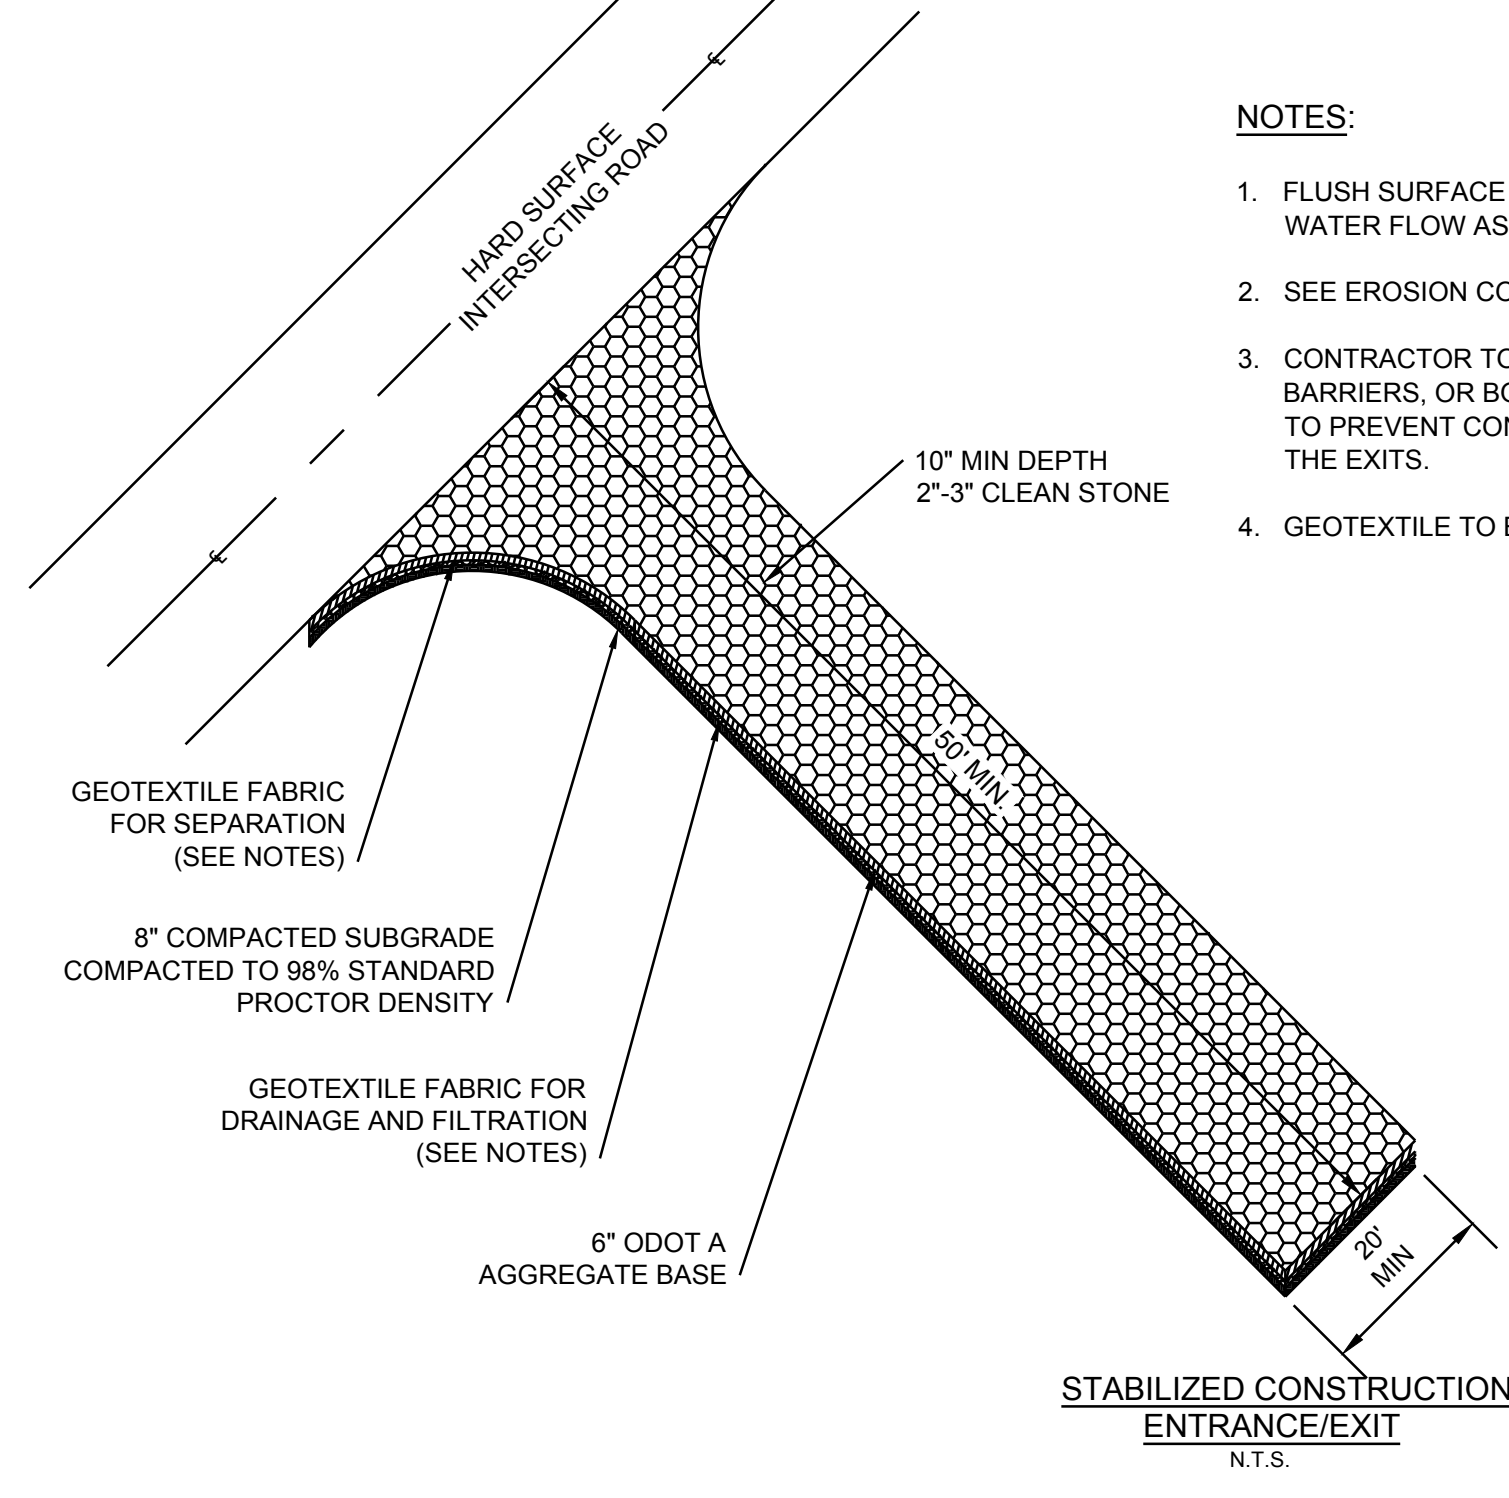 HARD SURFACE
INTERSECTING ROAD
NOTES:
1. FLUSH SURFACE
WATER FLOW AS
2. SEE EROSION
3. CONTRACTOR TO
BARRIERS, OR
TO PREVENT
THE EXITS.
4. GEOTEXTILE TO
10" MIN DEPTH
2"-3" CLEAN STONE
50' MIN.
GEOTEXTILE FABRIC
FOR SEPARATION
(SEE NOTES)
8" COMPACTED SUBGRADE
COMPACTED TO 98% STANDARD
PROCTOR DENSITY
GEOTEXTILE FABRIC FOR
DRAINAGE AND FILTRATION
(SEE NOTES)
6" ODOT A
AGGREGATE BASE
20'
MIN
STABILIZED CONSTRUCTION
ENTRANCE/EXIT
N.T.S.